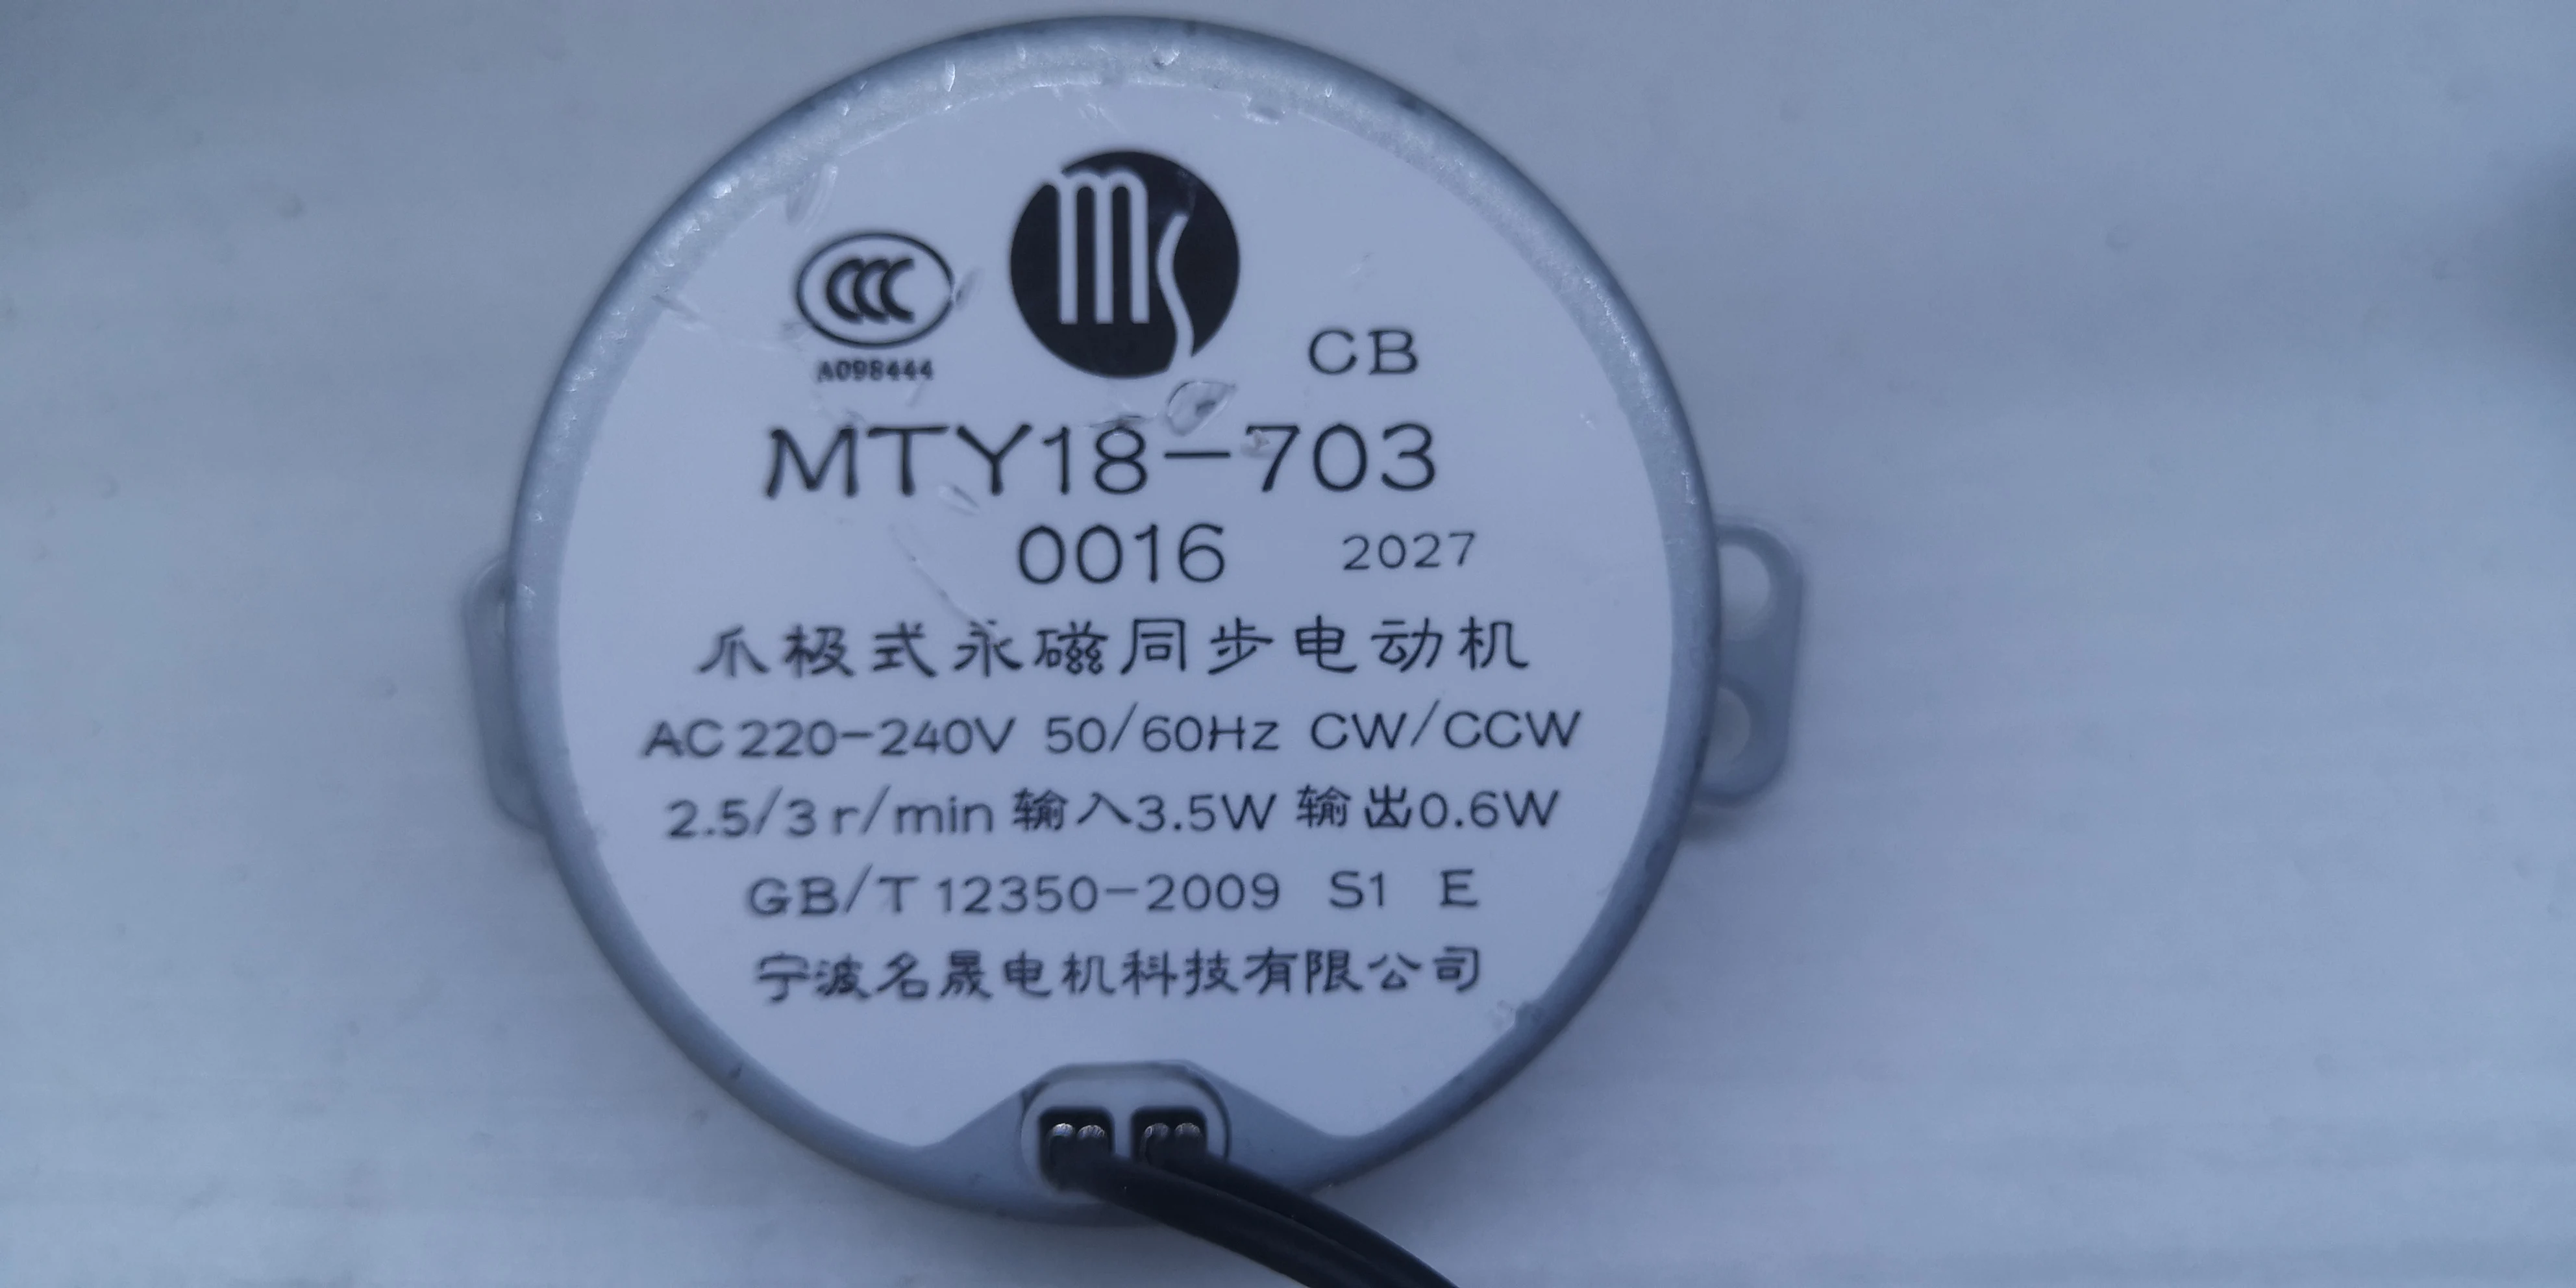 mS
CCC
A098444
CB
MTY18-703
0016 2027
爪极式永磁同步电动机
AC 220-240V 50/60Hz CW/CCW
2.5/3 r/min 输入3.5W 输出0.6W
GB/T 12350-2009 S1 E
宁波名晟电机科技有限公司